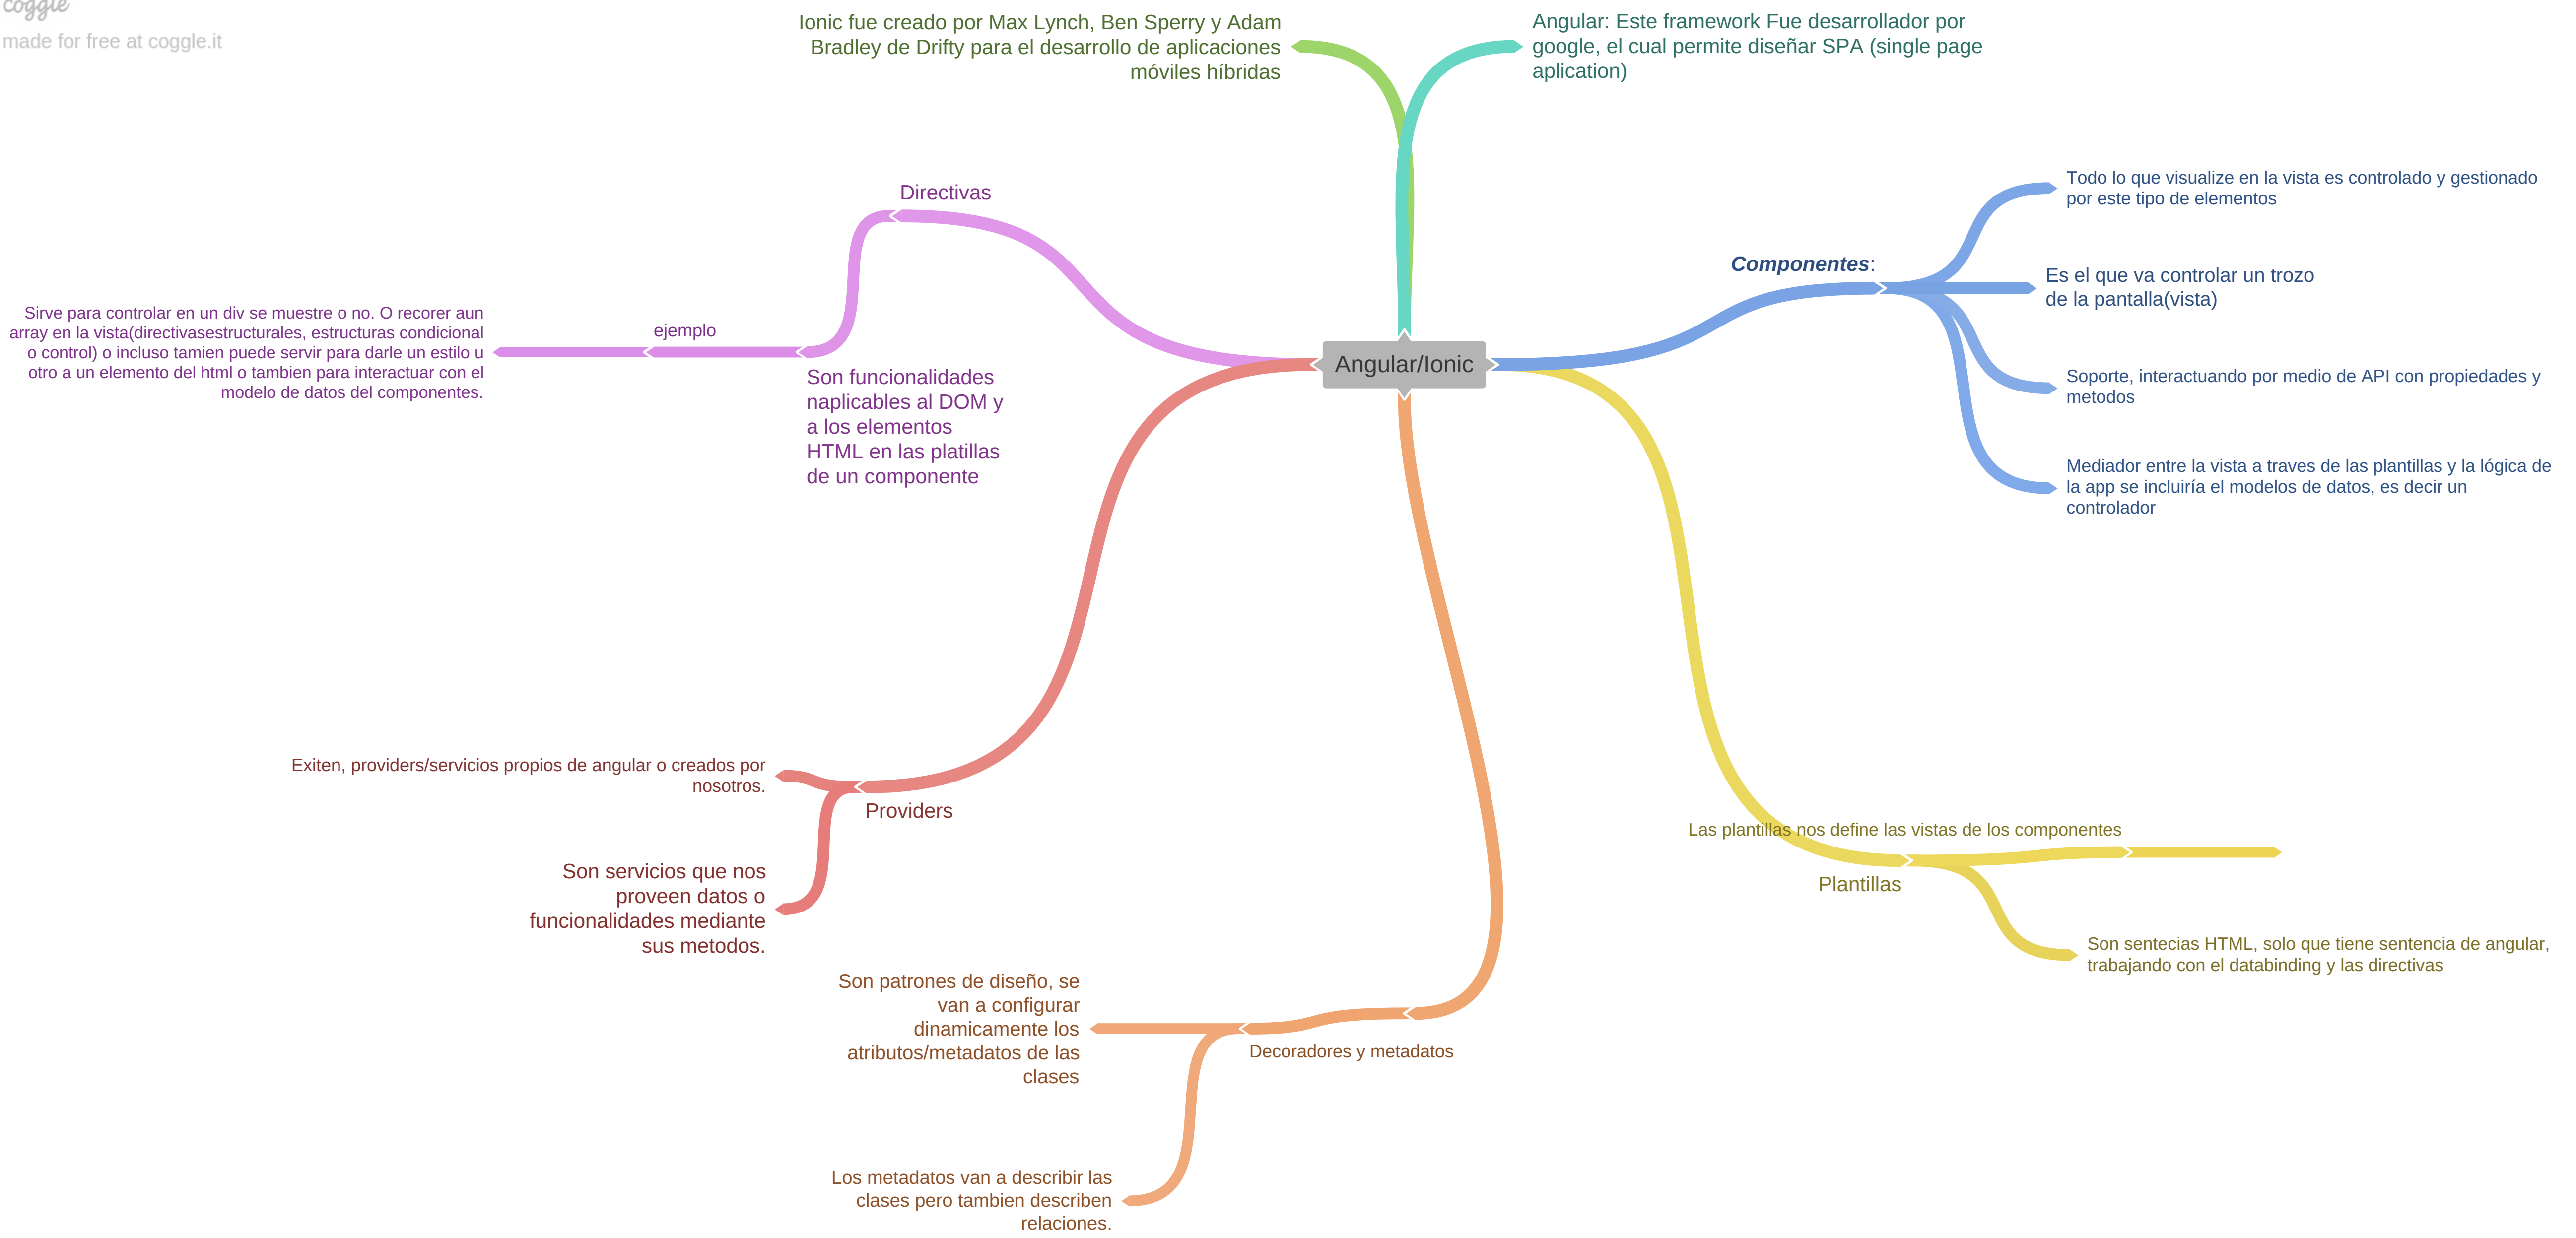 coggle
made for free at coggle.it
Ionic fue creado por Max Lynch, Ben Sperry y Adam
Bradley de Drifty para el desarrollo de aplicaciones
móviles híbridas
Angular: Este framework Fue desarrollador por
google, el cual permite diseñar SPA (single page
aplication)
Directivas
Sirve para controlar en un div se muestre o no. O recorer aun
array en la vista(directivasestructurales, estructuras condicional
o control) o incluso tamien puede servir para darle un estilo u
otro a un elemento del html o tambien para interactuar con el
modelo de datos del componentes.
ejemplo
Son funcionalidades
naplicables al DOM y
a los elementos
HTML en las platillas
de un componente
Angular/Ionic
Componentes:
Todo lo que visualize en la vista es controlado y gestionado
por este tipo de elementos
Es el que va controlar un trozo
de la pantalla(vista)
Soporte, interactuando por medio de API con propiedades y
metodos
Mediador entre la vista a traves de las plantillas y la lógica de
la app se incluiría el modelos de datos, es decir un
controlador
Exiten, providers/servicios propios de angular o creados por
nosotros.
Providers
Son servicios que nos
proveen datos o
funcionalidades mediante
sus metodos.
Las plantillas nos define las vistas de los componentes
Plantillas
Son sentecias HTML, solo que tiene sentencia de angular,
trabajando con el databinding y las directivas
Son patrones de diseño, se
van a configurar
dinamicamente los
atributos/metadatos de las
clases
Decoradores y metadatos
Los metadatos van a describir las
clases pero tambien describen
relaciones.